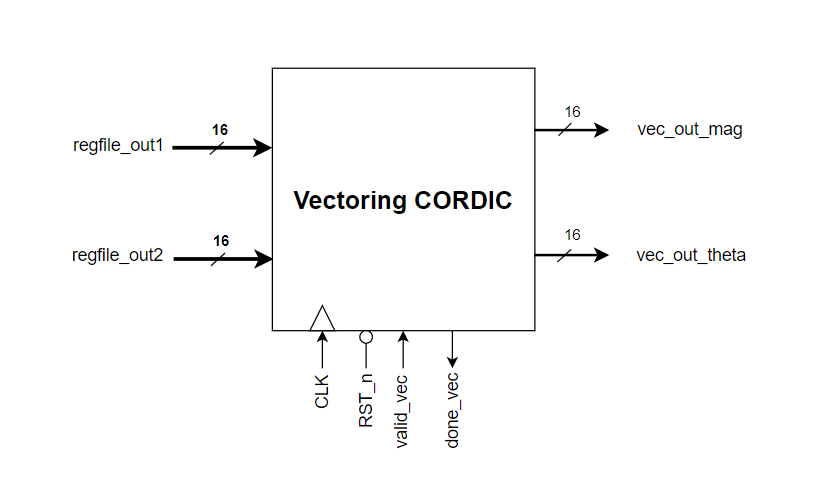 16
16
regfile_out1
vec_out_mag
Vectoring CORDIC
16
16
regfile_out2
vec_out_theta
CLK
RST_n
valid_vec
done_vec